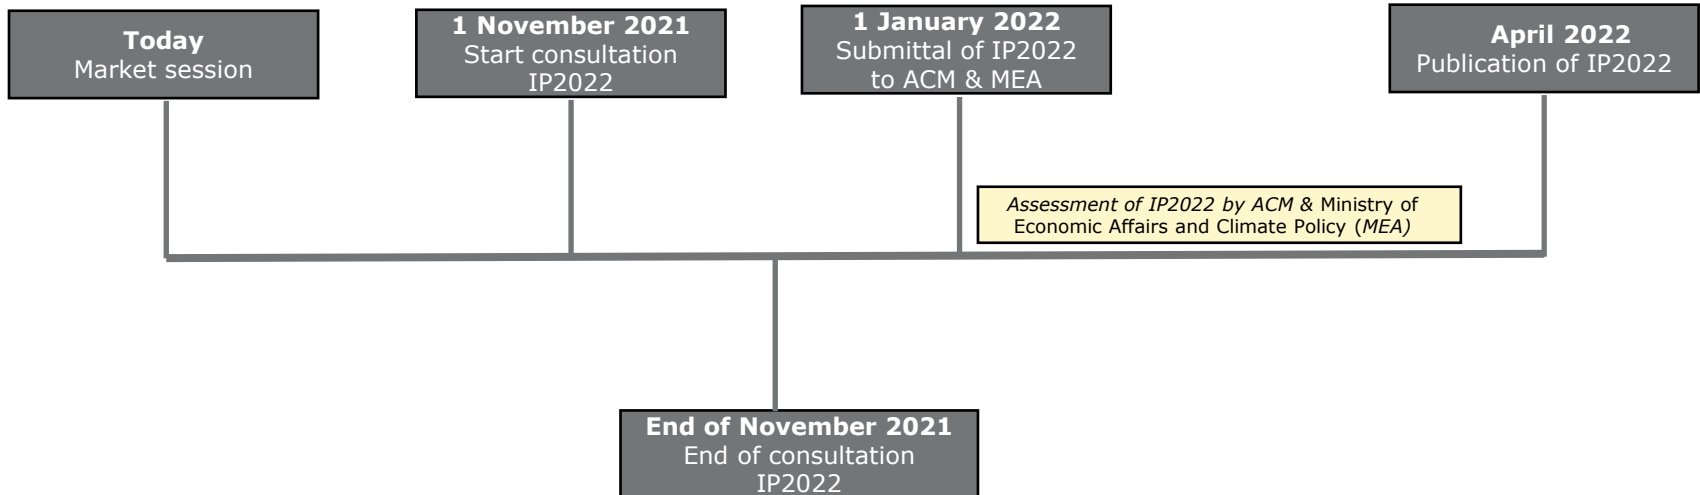 Today
Market session
1 November 2021
Start consultation
IP2022
1 January 2022
Submittal of IP2022
to ACM & MEA
April 2022
Publication of IP2022
Assessment of IP2022 by ACM & Ministry of
Economic Affairs and Climate Policy (MEA)
End of November 2021
End of consultation
IP2022